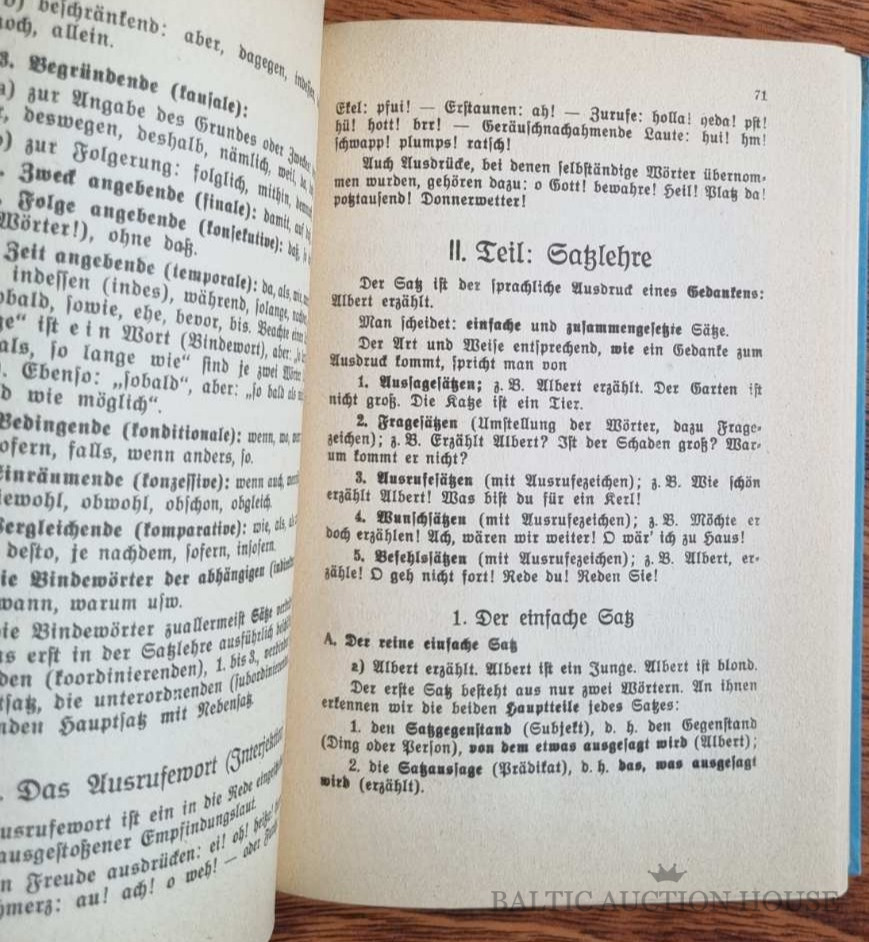 b) beschränkend: aber, dagegen, indessen,
noch, allein.
3. Begründende (kausale):
a) zur Angabe des Grundes oder Zweckes:
deswegen, deshalb, nämlich, weil, da,
b) zur Folgerung: folglich, mithin,
Zweck angebende (finale): damit, auf daß,
Folge angebende (konsekutive): daß,
Wörter!), ohne daß.
Zeit angebende (temporale): da, als, wie,
indessen (indes), während, solange,
sobald, sowie, ehe, bevor, bis. Beachte
ist ein Wort (Bindewort), aber:
als, so lange wie“ sind je zwei Wörter
Ebenso: „sobald“, aber: „so bald als
wie möglich“.
Bedingende (konditionale): wenn, wo,
sofern, falls, wenn anders, so.
Einräumende (konzessive): wenn auch,
wiewohl, obwohl, obschon, obgleich.
Vergleichende (komparative): wie, als,
desto, je nachdem, sofern, insofern.
Die Bindewörter der abhängigen
wann, warum usw.
Die Bindewörter zuallermeist Sätze
erst in der Satzlehre ausführlich
den (koordinierenden), 1. bis 3.,
die unterordnenden
den Hauptsatz mit Nebensatz.
Das Ausrufewort (Interjektion)
Ausrufewort ist ein in die Rede
ausgestoßener Empfindungslaut.
Freude ausdrücken: ei! oh!
au! ach! o weh! — oder
71
Ekel: pfui! — Erstaunen: ah! — Zurufe: holla! heda! pst!
hü! hott! brr! — Geräuschnachahmende Laute: hui! hm!
schwapp! plumps! ratsch!
Auch Ausdrücke, bei denen selbständige Wörter übernom-
men wurden, gehören dazu: o Gott! bewahre! Heil! Platz da!
potztausend! Donnerwetter!
II. Teil: Satzlehre
Der Satz ist der sprachliche Ausdruck eines Gedankens:
Albert erzählt.
Man scheidet: einfache und zusammengesetzte Sätze.
Der Art und Weise entsprechend, wie ein Gedanke zum
Ausdruck kommt, spricht man von
1. Aussagesätzen; z. B. Albert erzählt. Der Garten ist
nicht groß. Die Katze ist ein Tier.
2. Fragesätzen (Umstellung der Wörter, dazu Frage-
zeichen); z. B. Erzählt Albert? Ist der Schaden groß? War-
um kommt er nicht?
3. Ausrufesätzen (mit Ausrufezeichen); z. B. Wie schön
erzählt Albert! Was bist du für ein Kerl!
4. Wunschsätzen (mit Ausrufezeichen); z. B. Möchte er
doch erzählen! Ach, wären wir weiter! O wär' ich zu Haus!
5. Befehlssätzen (mit Ausrufezeichen); z. B. Albert, er-
zähle! O geh nicht fort! Rede du! Reden Sie!
1. Der einfache Satz
A. Der reine einfache Satz
a) Albert erzählt. Albert ist ein Junge. Albert ist blond.
Der erste Satz besteht aus nur zwei Wörtern. An ihnen
erkennen wir die beiden Hauptteile jedes Satzes:
1. den Satzgegenstand (Subjekt), d. h. den Gegenstand
(Ding oder Person), von dem etwas ausgesagt wird (Albert);
2. die Satzaussage (Prädikat), d. h. das, was ausgesagt
wird (erzählt).
BALTIC AUCTION HOUSE